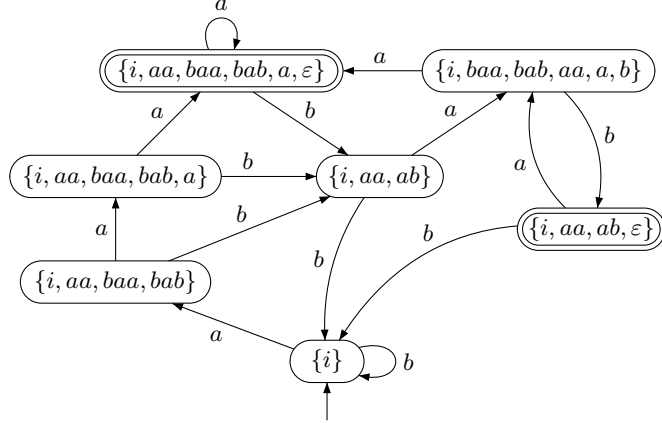 a
{i, aa, baa, bab, a, ε}
a
{i, baa, bab, aa, a, b}
a
b
a
b
{i, aa, baa, bab, a}
b
{i, aa, ab}
a
a
b
b
{i, aa, ab, ε}
b
{i, aa, baa, bab}
b
a
{i}
b